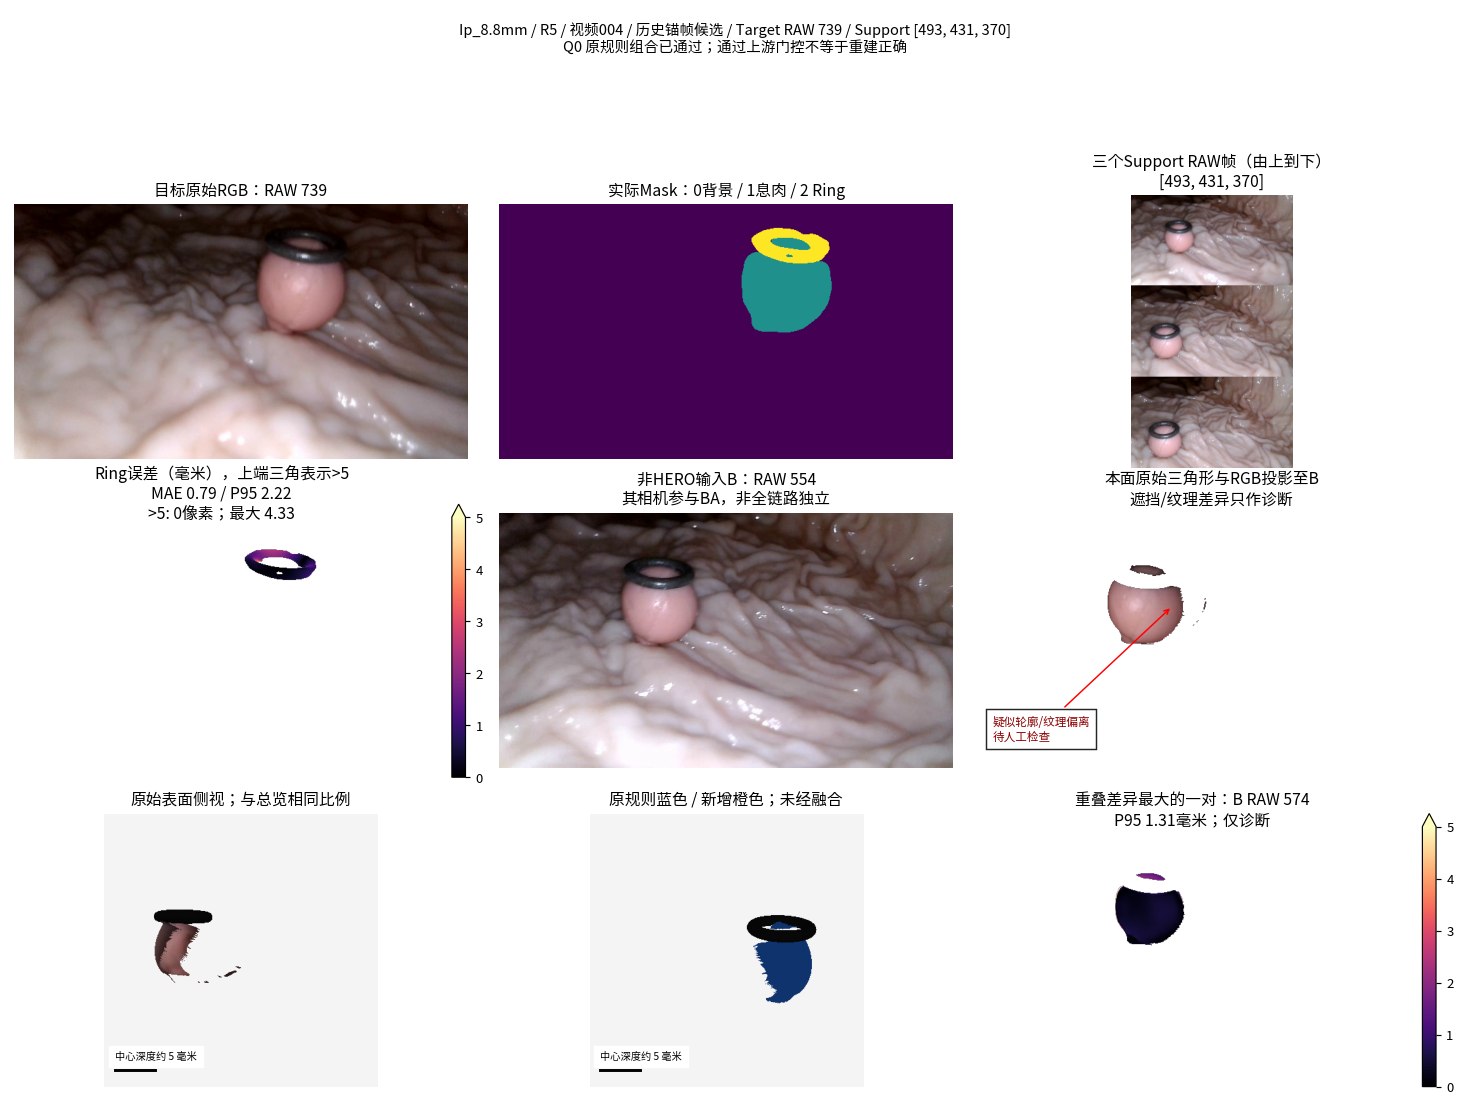 Ip_8.8mm / R5 / 视频004 / 历史锚帧候选 / Target RAW 739 / Support [493, 431, 370]
Q0 原规则组合已通过；通过上游门控不等于重建正确
目标原始RGB：RAW 739
实际Mask：0背景 / 1息肉 / 2 Ring
三个Support RAW帧（由上到下）
[493, 431, 370]
Ring误差（毫米），上端三角表示>5
MAE 0.79 / P95 2.22
>5: 0像素；最大 4.33
5
4
3
2
1
0
非HERO输入B：RAW 554
其相机参与BA，非全链路独立
本面原始三角形与RGB投影至B
遮挡/纹理差异只作诊断
疑似轮廓/纹理偏离
待人工检查
原始表面侧视；与总览相同比例
中心深度约 5 毫米
原规则蓝色 / 新增橙色；未经融合
中心深度约 5 毫米
重叠差异最大的一对：B RAW 574
P95 1.31毫米；仅诊断
5
4
3
2
1
0